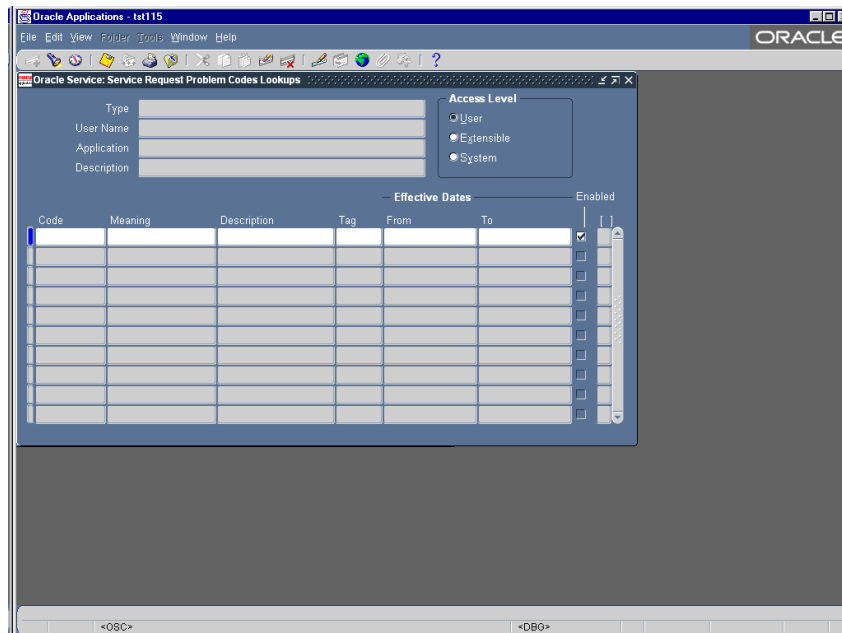 Oracle Applications - tst115
File Edit View Folder Tools Window Help
ORACLE
?
Oracle Service: Service Request Problem Codes Lookups
Access Level
Type
User
User Name
Extensible
Application
System
Description
Effective Dates Enabled
Code Meaning Description Tag From To [ ]
<OSC> <DBG>